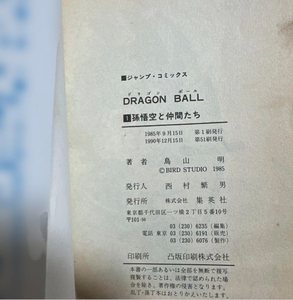 ■ジャンプ・コミックス
ドラゴン ボール
DRAGON BALL
1孫悟空と仲間たち
1985年9月15日 第1刷発行
1990年12月15日 第51刷発行
著者 鳥山 明
©BIRD STUDIO 1985
発行人 西村繁男
発行所 株式会社 集英社
東京都千代田区一ツ橋2丁目5番10号
〒101-50
03 (230) 6235(編集)
電話 東京 03 (230) 6191(販売)
03 (230) 6076(製作)
印刷所 凸版印刷株式会社
本書の一部あるいは全部を無断で複写
複製することは、法律で認められた場
合を除き、著作権の侵害となります。
乱丁・落丁本はおとりかえいたします。